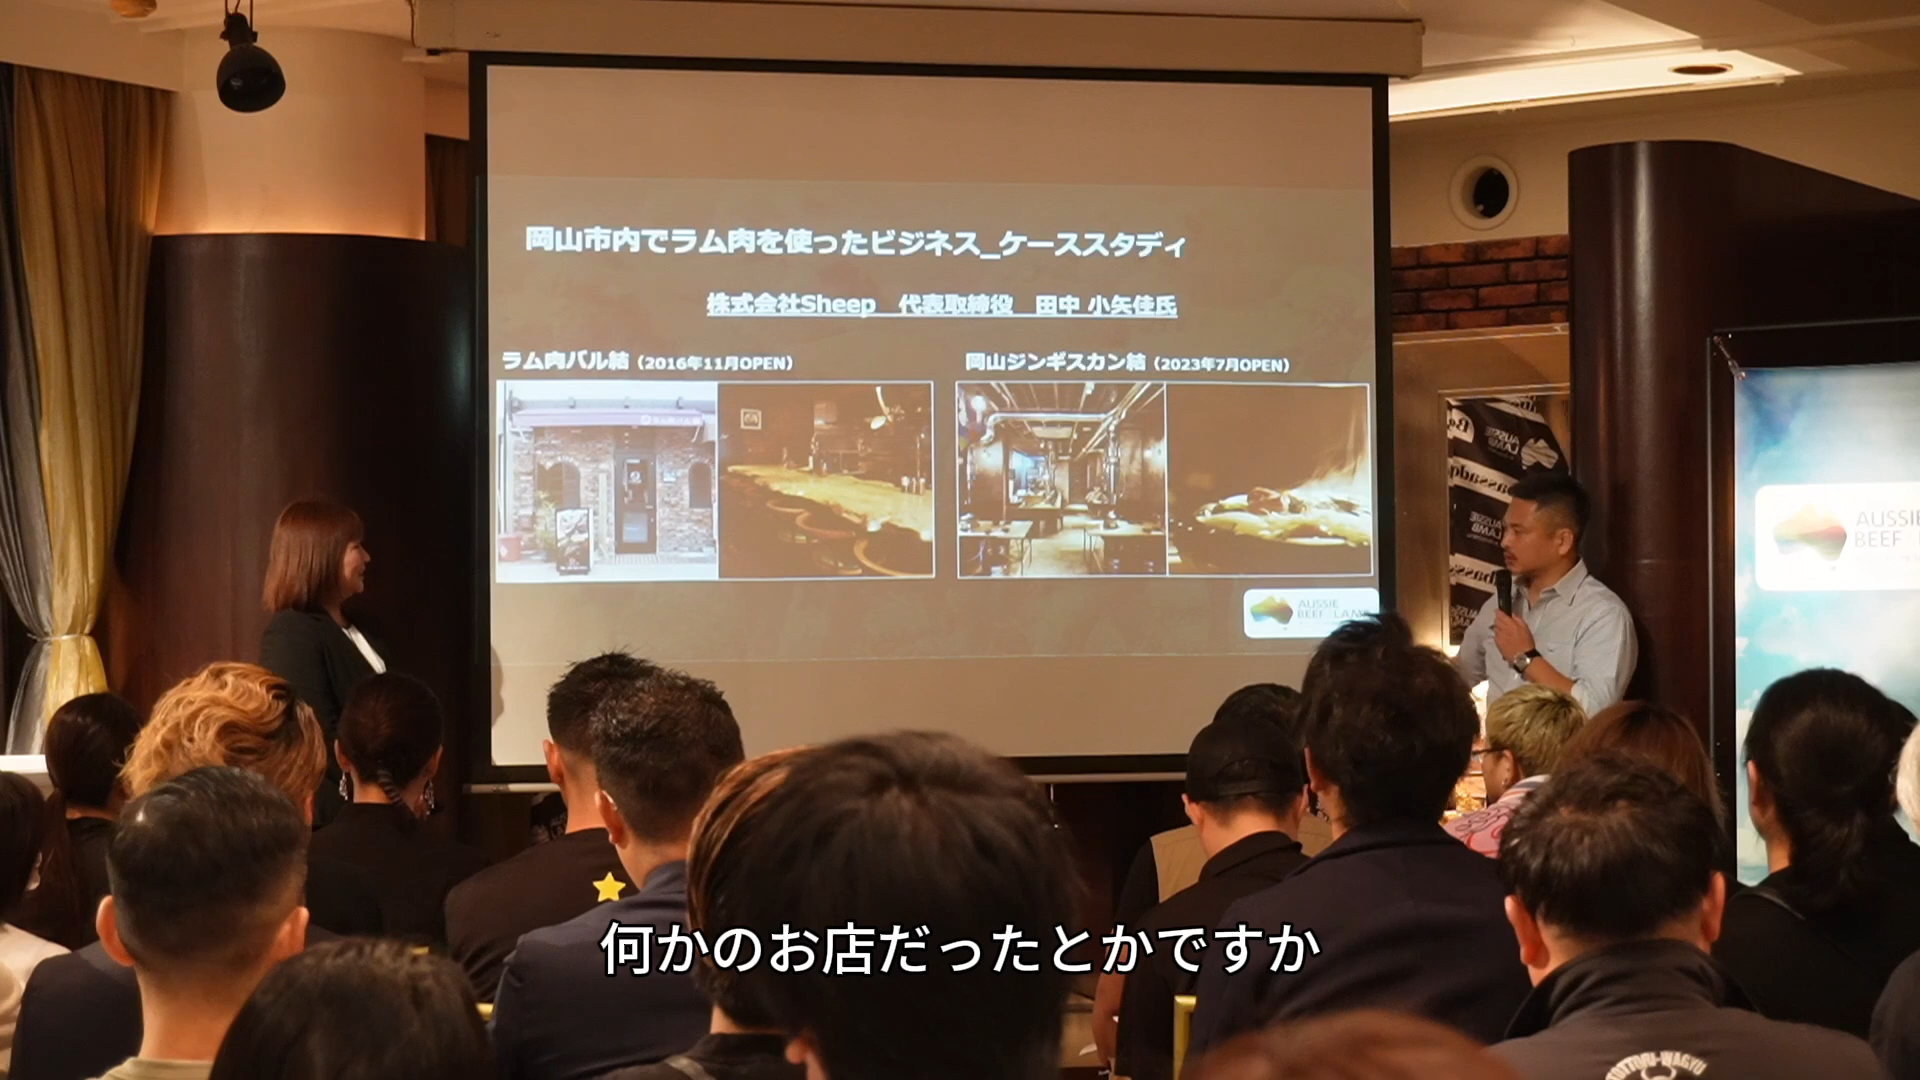 岡山市内でラム肉を使ったビジネス_ケーススタディ
株式会社Sheep　代表取締役　田中 小矢佳氏
ラム肉バル結（2016年11月OPEN）
岡山ジンギスカン結（2023年7月OPEN）
AUSSIE
BEEF LAM
AUSSIE
BEEF
何かのお店だったとかですか
TOTTORI-WAGYU